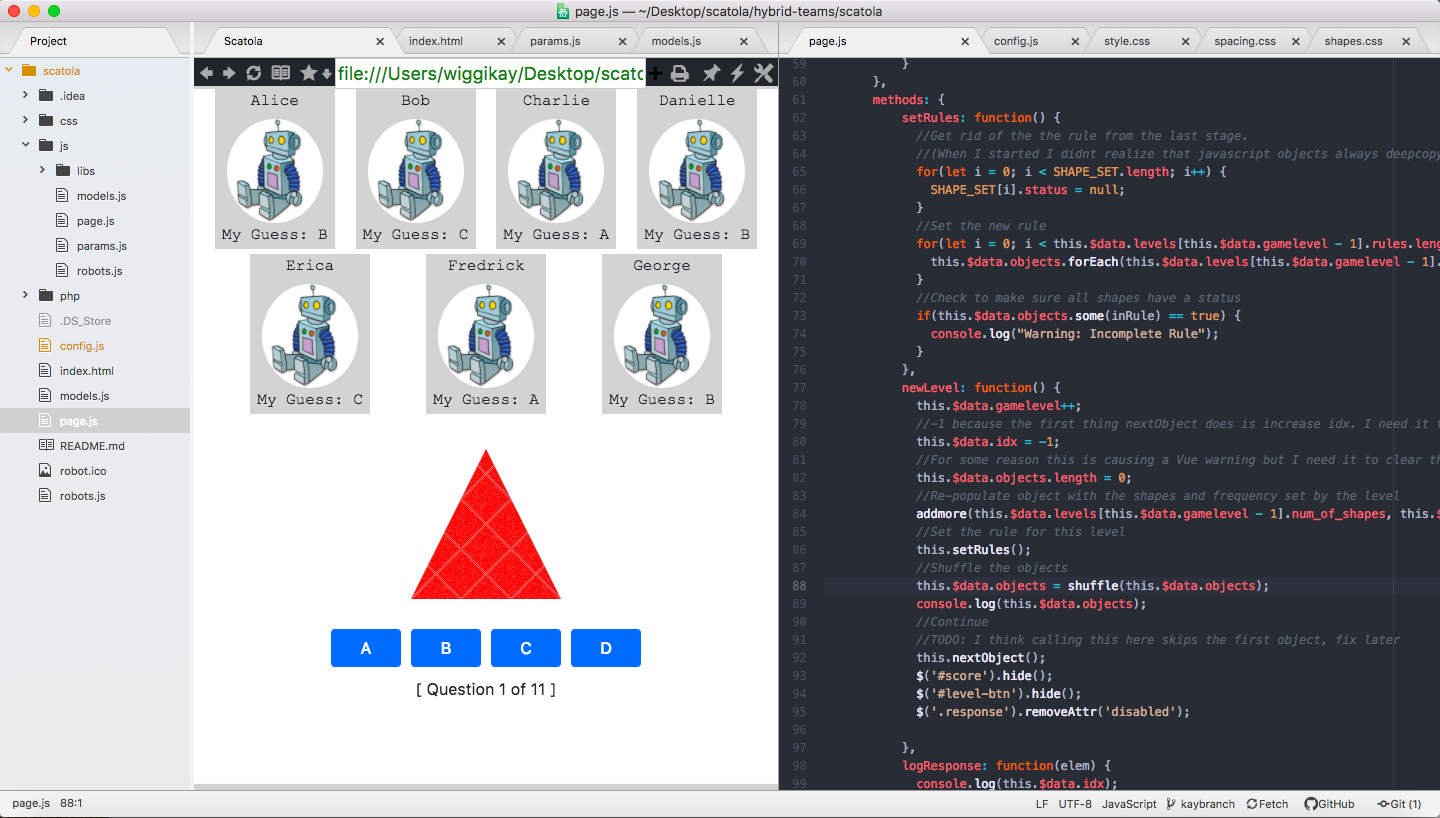 page.js — ~/Desktop/scatola/hybrid-teams/scatola
Project
scatola
.idea
css
js
libs
models.js
page.js
params.js
robots.js
php
.DS_Store
config.js
index.html
models.js
page.js
README.md
robot.ico
robots.js
Scatola
index.html
params.js
models.js
file:///Users/wiggikay/Desktop/scato
Alice Bob Charlie Danielle
My Guess: B My Guess: C My Guess: A My Guess: B
Erica Fredrick George
My Guess: C My Guess: A My Guess: B
A B C D
[ Question 1 of 11 ]
page.js
config.js
style.css
spacing.css
shapes.css
59 }
60 },
61 methods: {
62 setRules: function() {
63 //Get rid of the the rule from the last stage.
64 //(When I started I didnt realize that javascript objects always deepcopy
65 for(let i = 0; i < SHAPE_SET.length; i++) {
66 SHAPE_SET[i].status = null;
67 }
68 //Set the new rule
69 for(let i = 0; i < this.$data.levels[this.$data.gamelevel - 1].rules.leng
70 this.$data.objects.forEach(this.$data.levels[this.$data.gamelevel - 1].
71 }
72 //Check to make sure all shapes have a status
73 if(this.$data.objects.some(inRule) == true) {
74 console.log("Warning: Incomplete Rule");
75 }
76 },
77 newLevel: function() {
78 this.$data.gamelevel++;
79 //-1 because the first thing nextObject does is increase idx. I need it t
80 this.$data.idx = -1;
81 //For some reason this is causing a Vue warning but I need it to clear th
82 this.$data.objects.length = 0;
83 //Re-populate object with the shapes and frequency set by the level
84 addmore(this.$data.levels[this.$data.gamelevel - 1].num_of_shapes, this.$
85 //Set the rule for this level
86 this.setRules();
87 //Shuffle the objects
88 this.$data.objects = shuffle(this.$data.objects);
89 console.log(this.$data.objects);
90 //Continue
91 //TODO: I think calling this here skips the first object, fix later
92 this.nextObject();
93 $('#score').hide();
94 $('#level-btn').hide();
95 $('.response').removeAttr('disabled');
96
97 },
98 logResponse: function(elem) {
99 console.log(this.$data.idx);
page.js 88:1
LF UTF-8 JavaScript kaybranch Fetch GitHub Git (1)